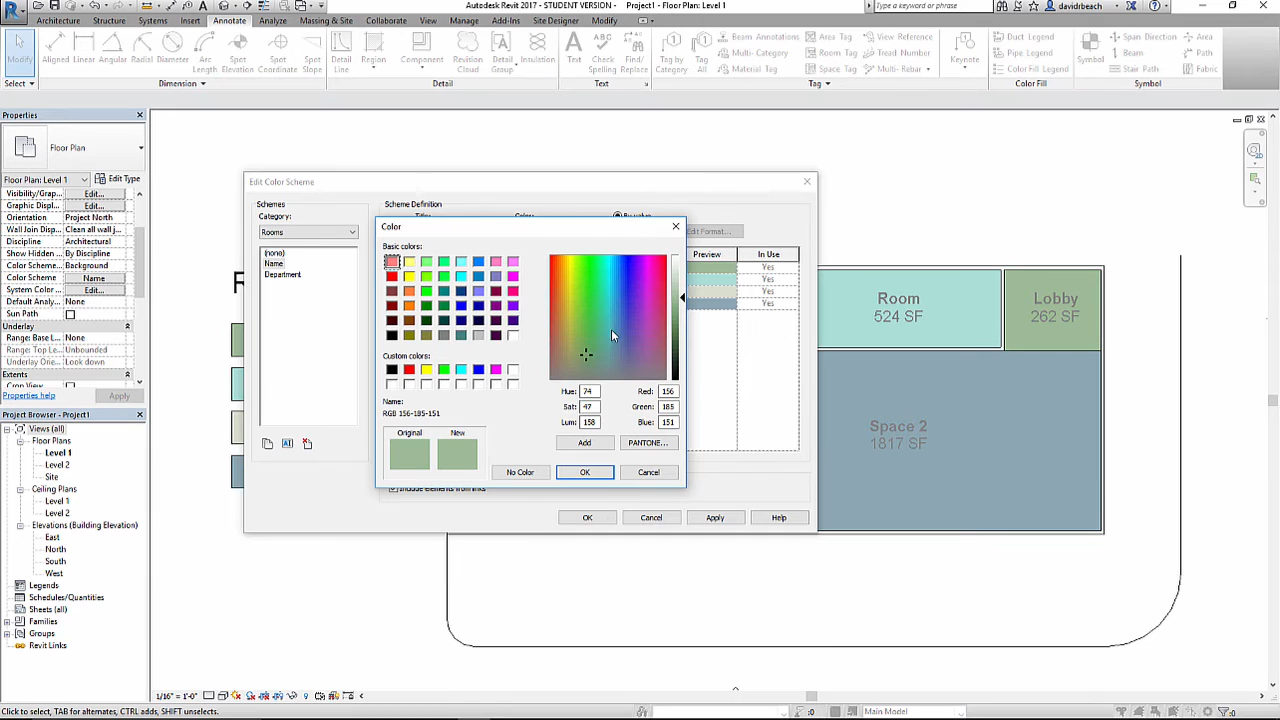 Autodesk Revit 2017 - STUDENT VERSION - Project1 - Floor Plan: Level 1
Type a keyword or phrase
davidrbeach
Architecture Structure Systems Insert Annotate Analyze Massing & Site Collaborate View Manage Add-Ins Site Designer Modify
Modify
Aligned Linear Angular Radial Diameter Arc Length Spot Elevation Spot Coordinate Spot Slope
Detail Line Region Component Revision Cloud Detail Group Insulation
Text Check Spelling Find/ Replace
Tag by Category Tag All
Beam Annotations Area Tag View Reference
Multi- Category Room Tag Tread Number
Material Tag Space Tag Multi- Rebar
Keynote
Duct Legend
Pipe Legend
Color Fill Legend
Symbol
Span Direction Area
Beam Path
Stair Path Fabric
Select Dimension Detail Text Tag Color Fill Symbol
Properties
Floor Plan
Floor Plan: Level 1 Edit Type
Visibility/Grap... Edit...
Graphic Displ... Edit...
Orientation Project North
Wall Join Disp... Clean all wall j...
Discipline Architectural
Show Hidden ... By Discipline
Color Scheme ... Background
Color Scheme Name
System Color ... Edit...
Default Analy... None
Sun Path
Underlay
Range: Base L... None
Range: Top Le... Unbounded
Underlay Orie... Look down
Extents
Crop View
Properties help Apply
Project Browser - Project1
Views (all)
Floor Plans
Level 1
Level 2
Site
Ceiling Plans
Level 1
Level 2
Elevations (Building Elevation)
East
North
South
West
Legends
Schedules/Quantities
Sheets (all)
Families
Groups
Revit Links
Edit Color Scheme
Schemes
Category:
Rooms
(none)
Name
Department
Scheme Definition
By value
Edit Format...
Preview In Use
Yes
Yes
Yes
Yes
Include elements from links
OK Cancel Apply Help
Color
Basic colors:
Custom colors:
Name:
RGB 156-185-151
Original New
Hue: 74 Red: 156
Sat: 47 Green: 185
Lum: 158 Blue: 151
Add PANTONE...
No Color OK Cancel
Room
524 SF
Lobby
262 SF
Space 2
1817 SF
1/16" = 1'-0"
Click to select, TAB for alternates, CTRL adds, SHIFT unselects.
:0 Main Model :0